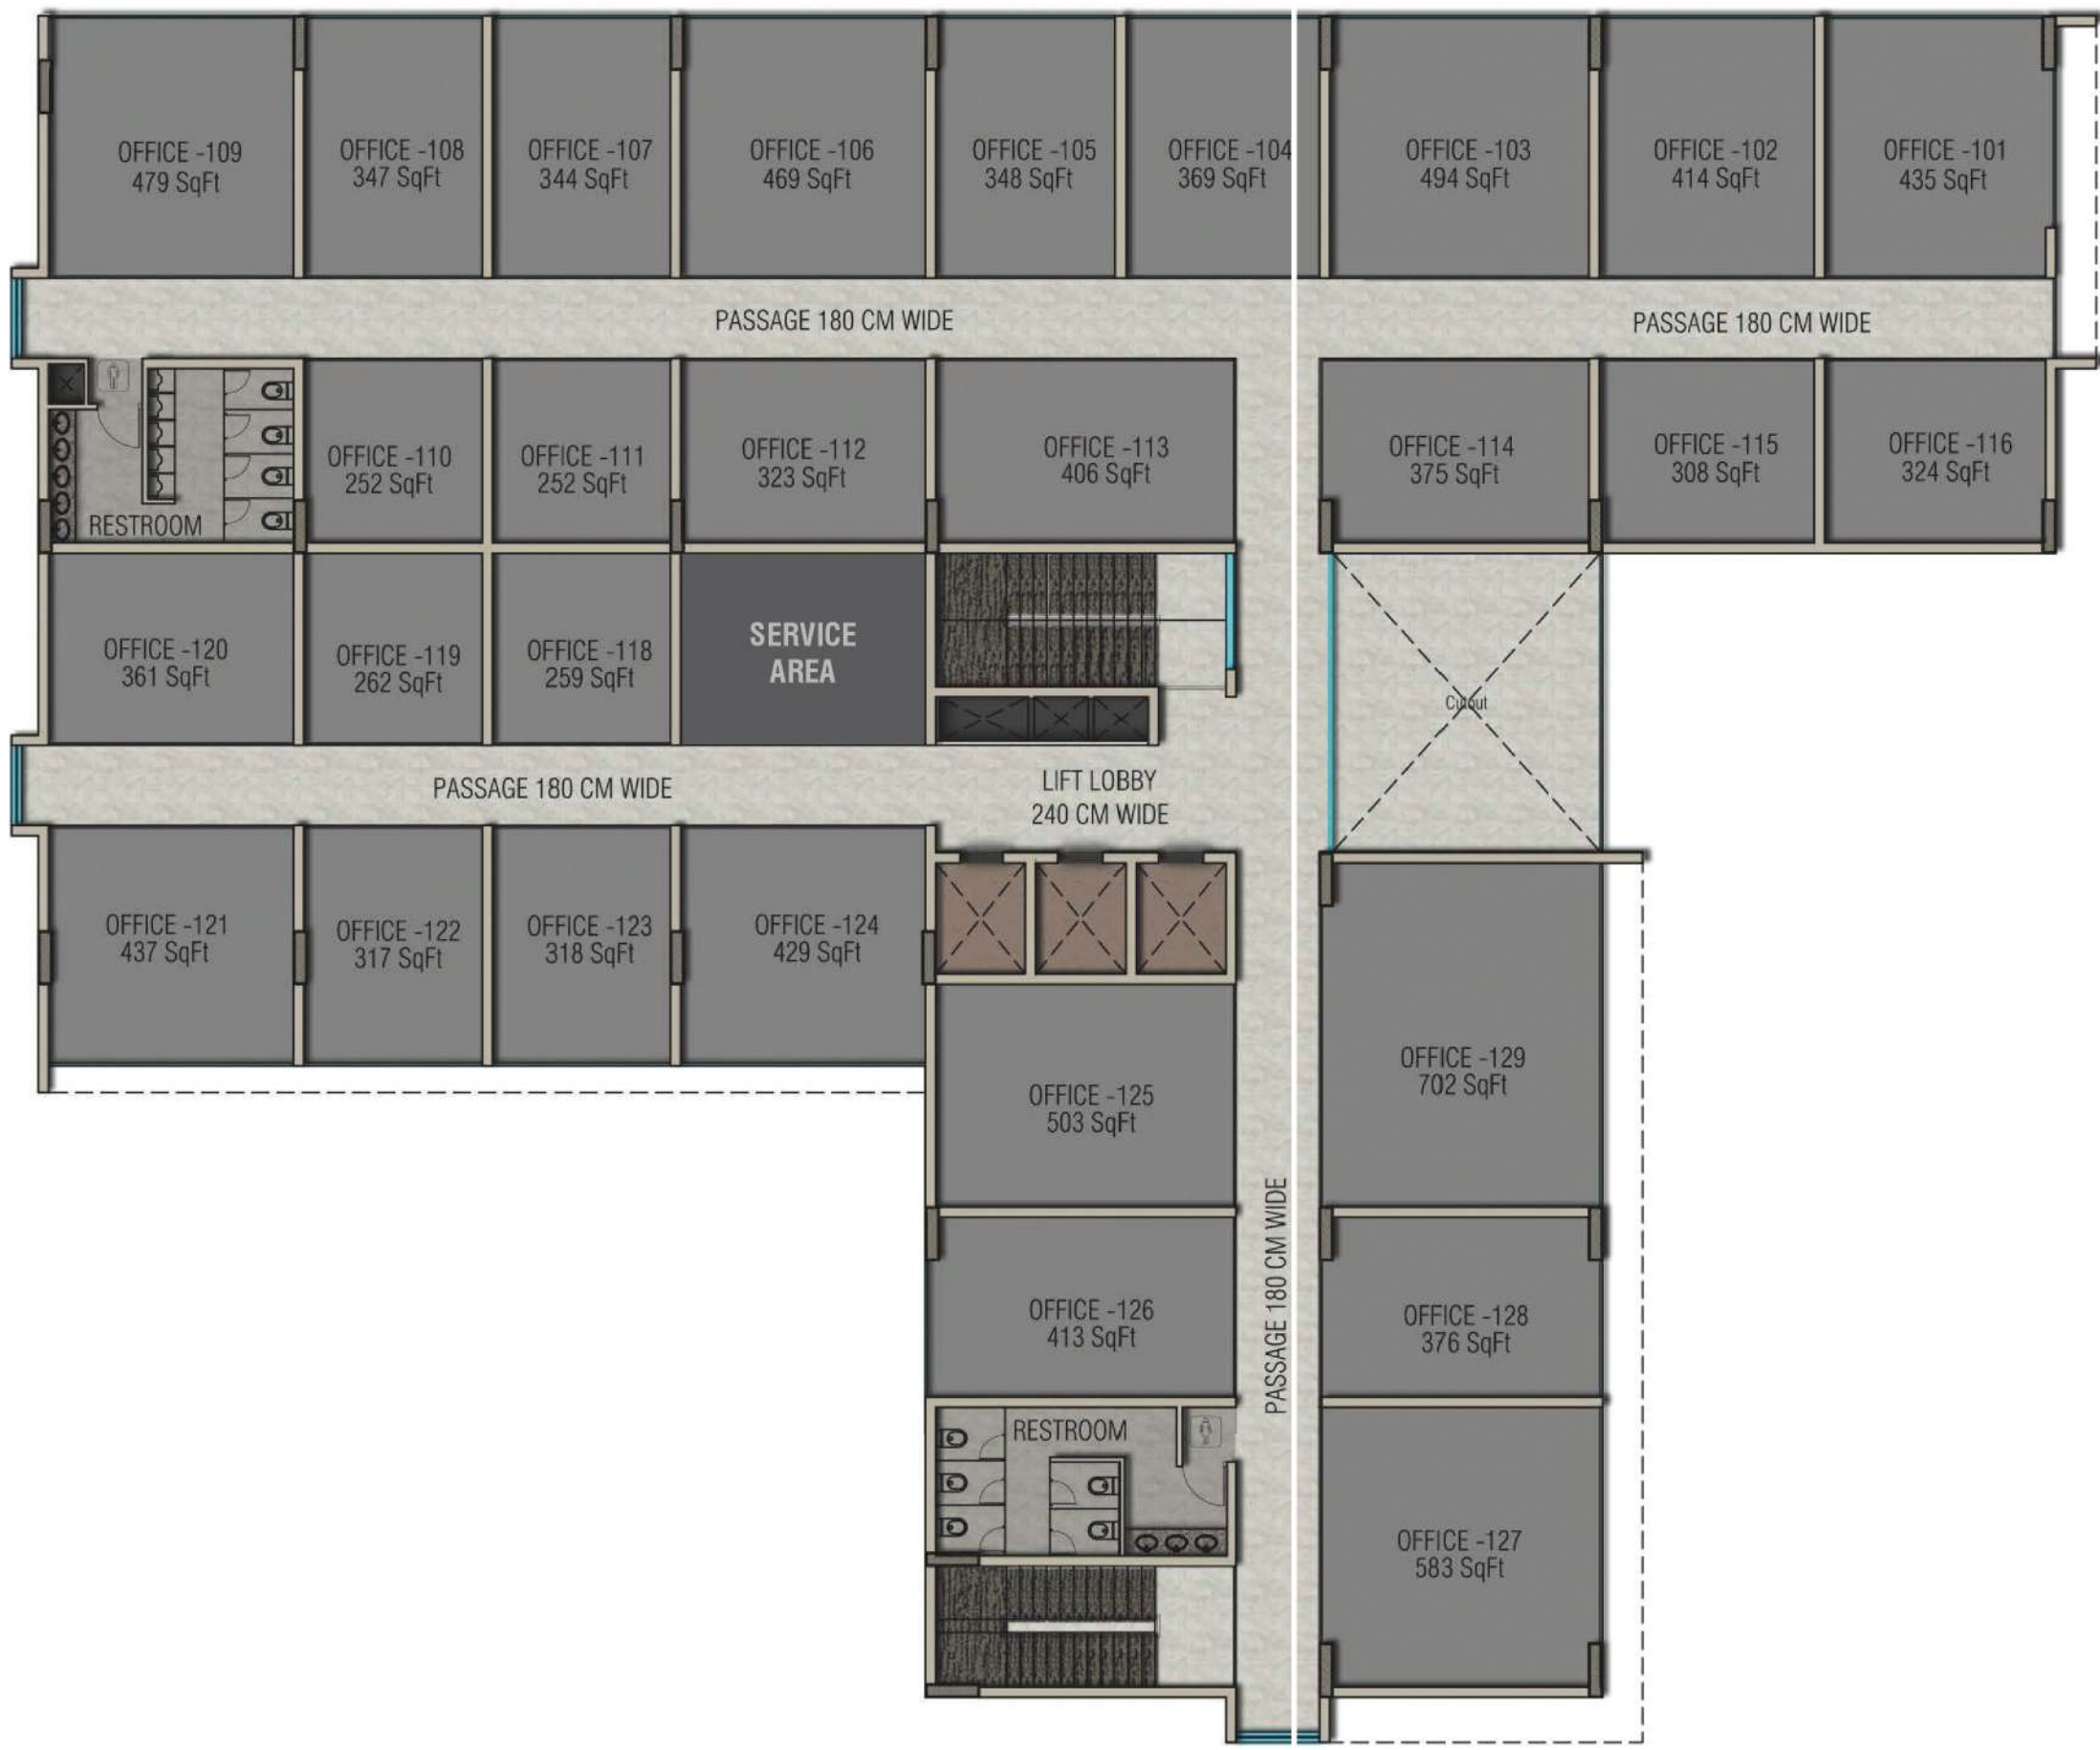 OFFICE -109
479 SqFt
OFFICE -108
347 SqFt
OFFICE -107
344 SqFt
OFFICE -106
469 SqFt
OFFICE -105
348 SqFt
OFFICE -104
369 SqFt
OFFICE -103
494 SqFt
OFFICE -102
414 SqFt
OFFICE -101
435 SqFt
PASSAGE 180 CM WIDE
PASSAGE 180 CM WIDE
RESTROOM
OFFICE -110
252 SqFt
OFFICE -111
252 SqFt
OFFICE -112
323 SqFt
OFFICE -113
406 SqFt
OFFICE -114
375 SqFt
OFFICE -115
308 SqFt
OFFICE -116
324 SqFt
OFFICE -120
361 SqFt
OFFICE -119
262 SqFt
OFFICE -118
259 SqFt
SERVICE
AREA
Cutout
PASSAGE 180 CM WIDE
LIFT LOBBY
240 CM WIDE
OFFICE -121
437 SqFt
OFFICE -122
317 SqFt
OFFICE -123
318 SqFt
OFFICE -124
429 SqFt
OFFICE -125
503 SqFt
OFFICE -129
702 SqFt
PASSAGE 180 CM WIDE
OFFICE -126
413 SqFt
OFFICE -128
376 SqFt
RESTROOM
OFFICE -127
583 SqFt